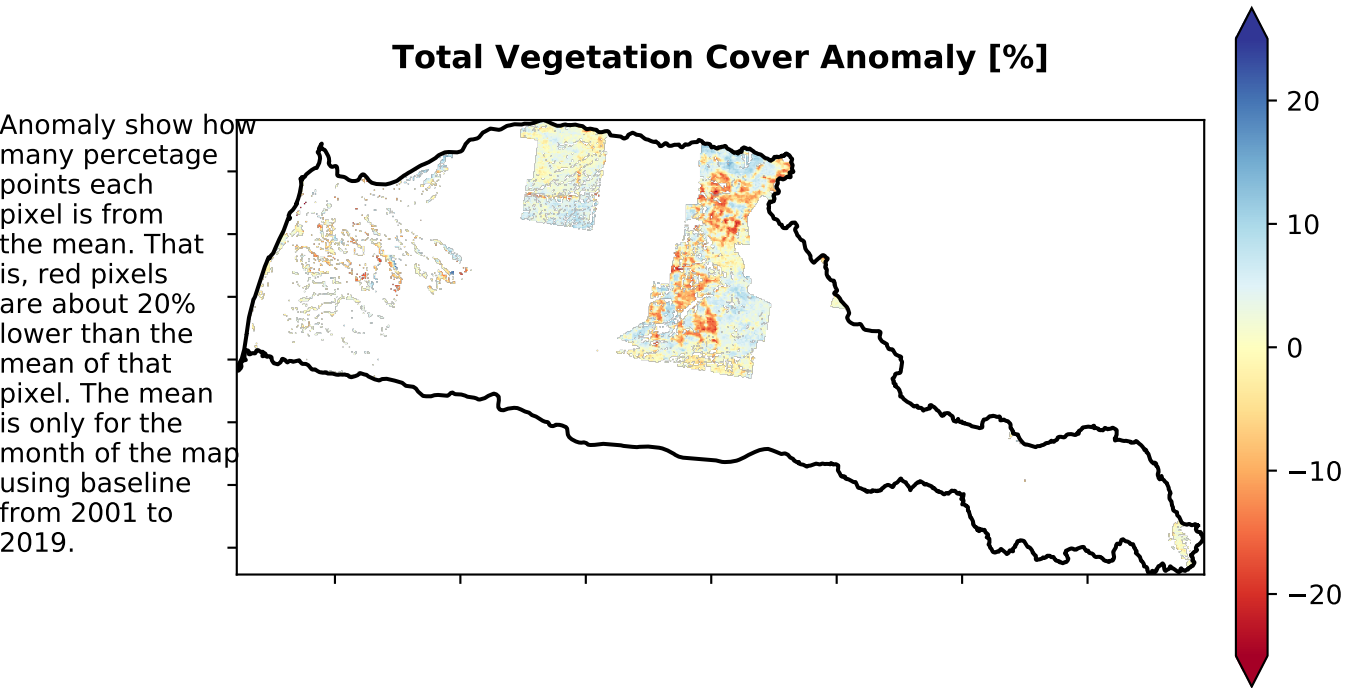 Total Vegetation Cover Anomaly [%]
Anomaly show how
many percetage
points each
pixel is from
the mean. That
is, red pixels
are about 20%
lower than the
mean of that
pixel. The mean
is only for the
month of the map
using baseline
from 2001 to
2019.
20
10
0
−10
−20